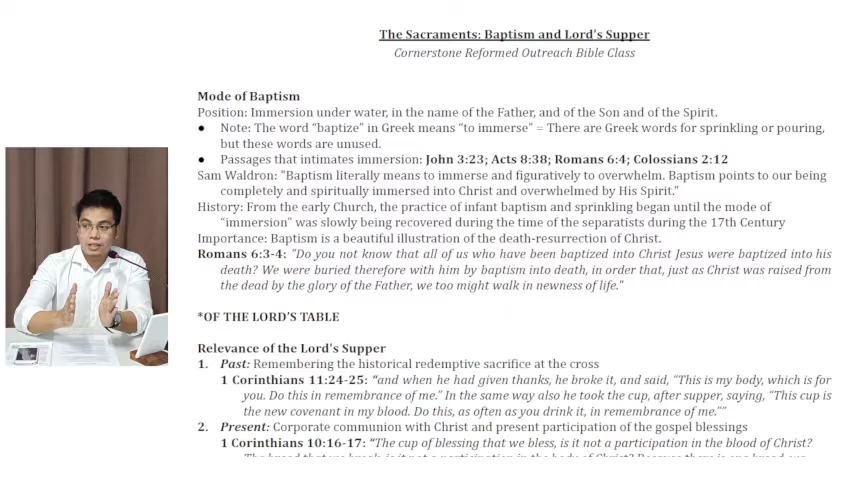 The Sacraments: Baptism and Lord's Supper
Cornerstone Reformed Outreach Bible Class
Mode of Baptism
Position: Immersion under water, in the name of the Father, and of the Son and of the Spirit.
● Note: The word “baptize” in Greek means “to immerse” = There are Greek words for sprinkling or pouring,
but these words are unused.
● Passages that intimates immersion: John 3:23; Acts 8:38; Romans 6:4; Colossians 2:12
Sam Waldron: "Baptism literally means to immerse and figuratively to overwhelm. Baptism points to our being
completely and spiritually immersed into Christ and overwhelmed by His Spirit.”
History: From the early Church, the practice of infant baptism and sprinkling began until the mode of
“immersion” was slowly being recovered during the time of the separatists during the 17th Century
Importance: Baptism is a beautiful illustration of the death-resurrection of Christ.
Romans 6:3-4: "Do you not know that all of us who have been baptized into Christ Jesus were baptized into his
death? We were buried therefore with him by baptism into death, in order that, just as Christ was raised from
the dead by the glory of the Father, we too might walk in newness of life."
*OF THE LORD’S TABLE
Relevance of the Lord's Supper
1. Past: Remembering the historical redemptive sacrifice at the cross
1 Corinthians 11:24-25: “and when he had given thanks, he broke it, and said, “This is my body, which is for
you. Do this in remembrance of me.” In the same way also he took the cup, after supper, saying, “This cup is
the new covenant in my blood. Do this, as often as you drink it, in remembrance of me.””
2. Present: Corporate communion with Christ and present participation of the gospel blessings
1 Corinthians 10:16-17: “The cup of blessing that we bless, is it not a participation in the blood of Christ?